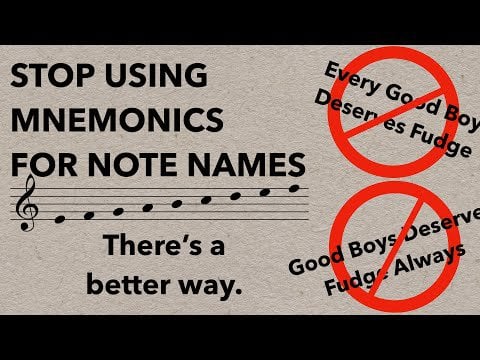 STOP USING
MNEMONICS
FOR NOTE NAMES
There's a
better way.
Every Good Boy
Deserves Fudge
Good Boys Deserve
Fudge Always